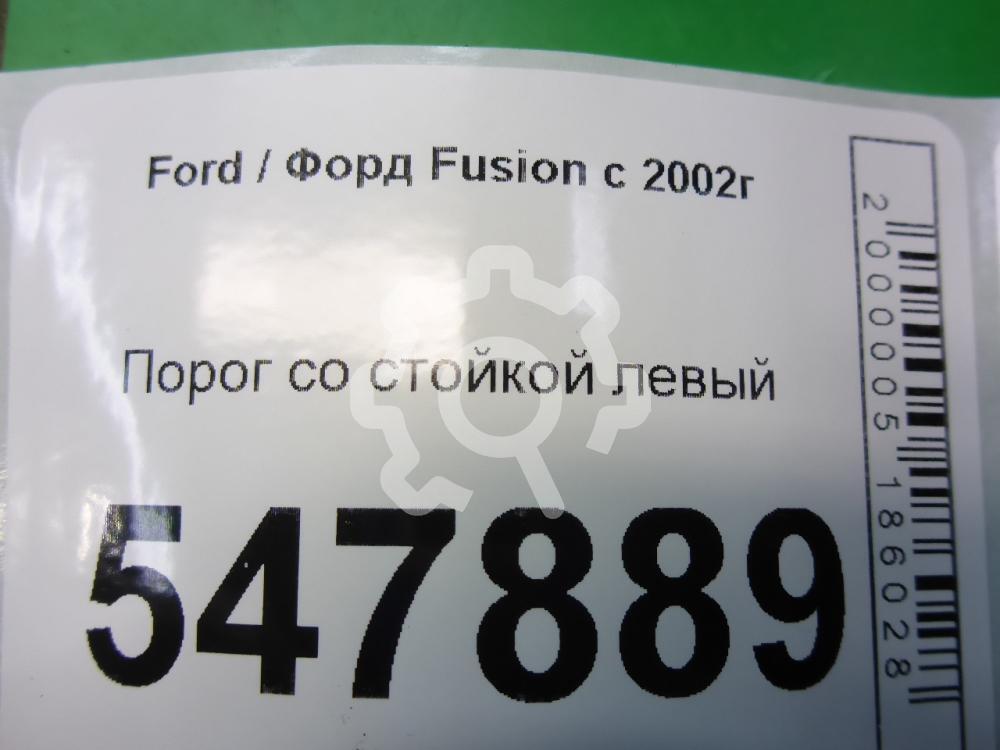 Ford / Форд Fusion с 2002г
Порог со стойкой левый
547889
2000005186028